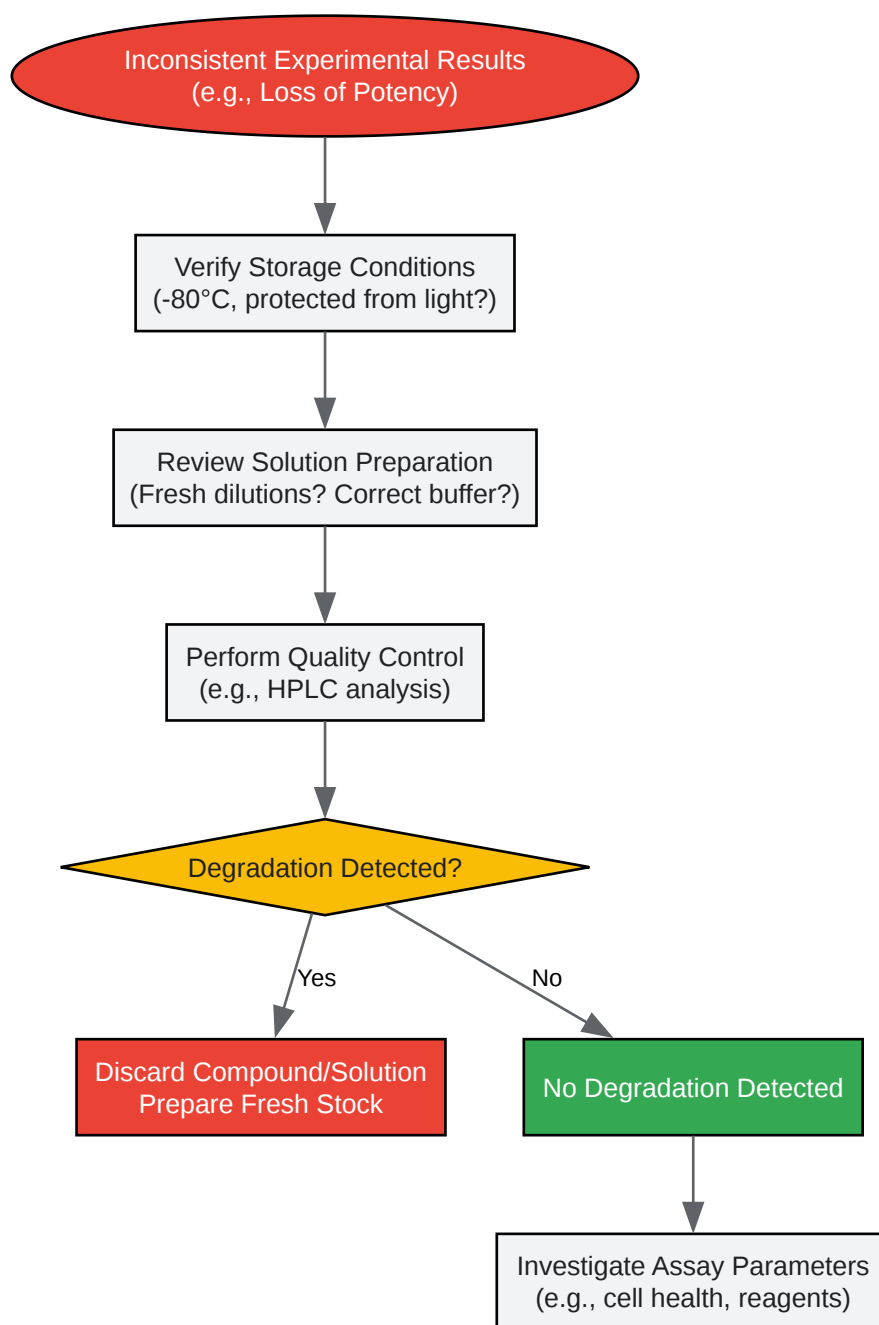 Inconsistent Experimental Results
(e.g., Loss of Potency)
Verify Storage Conditions
(-80°C, protected from light?)
Review Solution Preparation
(Fresh dilutions? Correct buffer?)
Perform Quality Control
(e.g., HPLC analysis)
Degradation Detected?
Yes
No
Discard Compound/Solution
Prepare Fresh Stock
No Degradation Detected
Investigate Assay Parameters
(e.g., cell health, reagents)